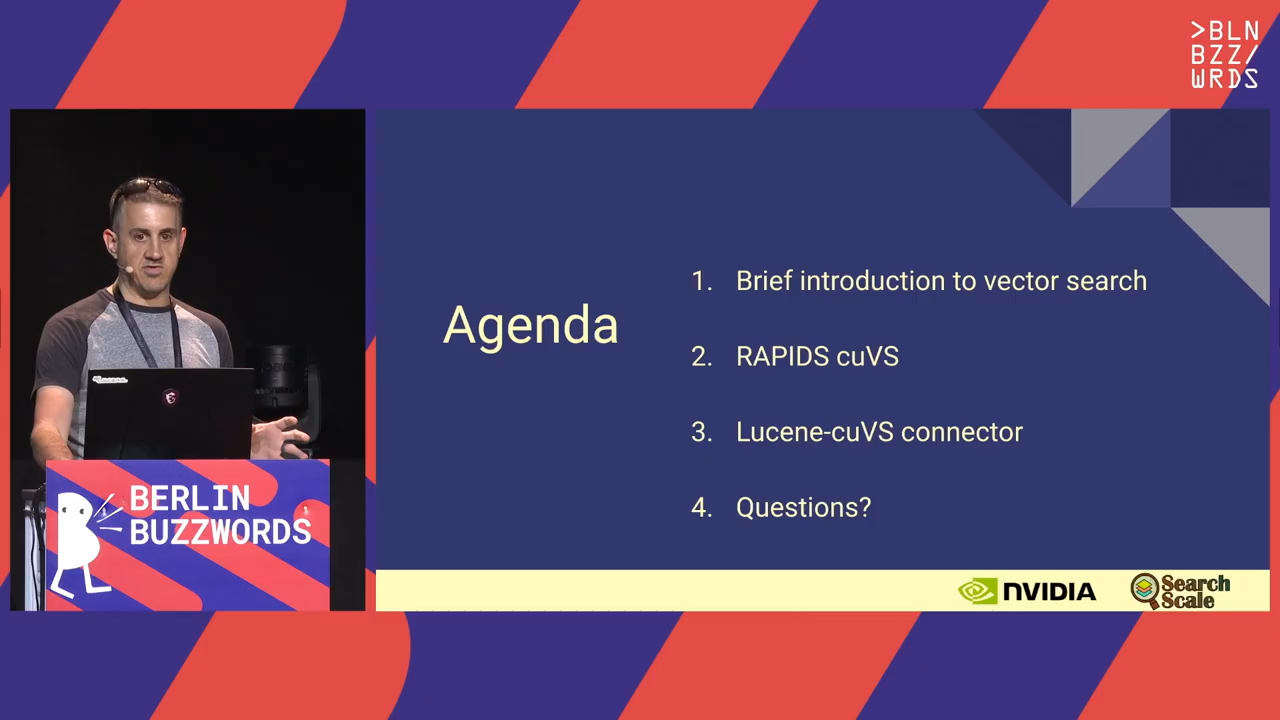 >BLN
BZZ/
WRDS
Agenda
1. Brief introduction to vector search
2. RAPIDS cuVS
3. Lucene-cuVS connector
4. Questions?
NVIDIA
Search
Scale
BERLIN
BUZZWORDS